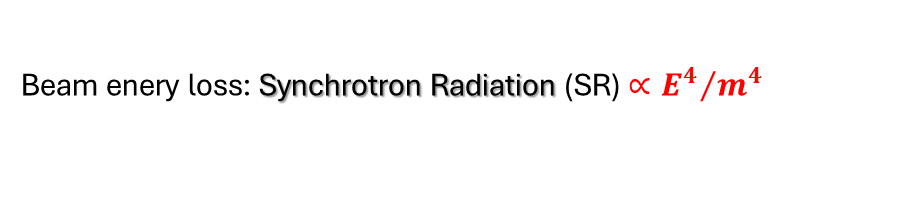 Beam enery loss: Synchrotron Radiation (SR) ∝ E⁴/m⁴